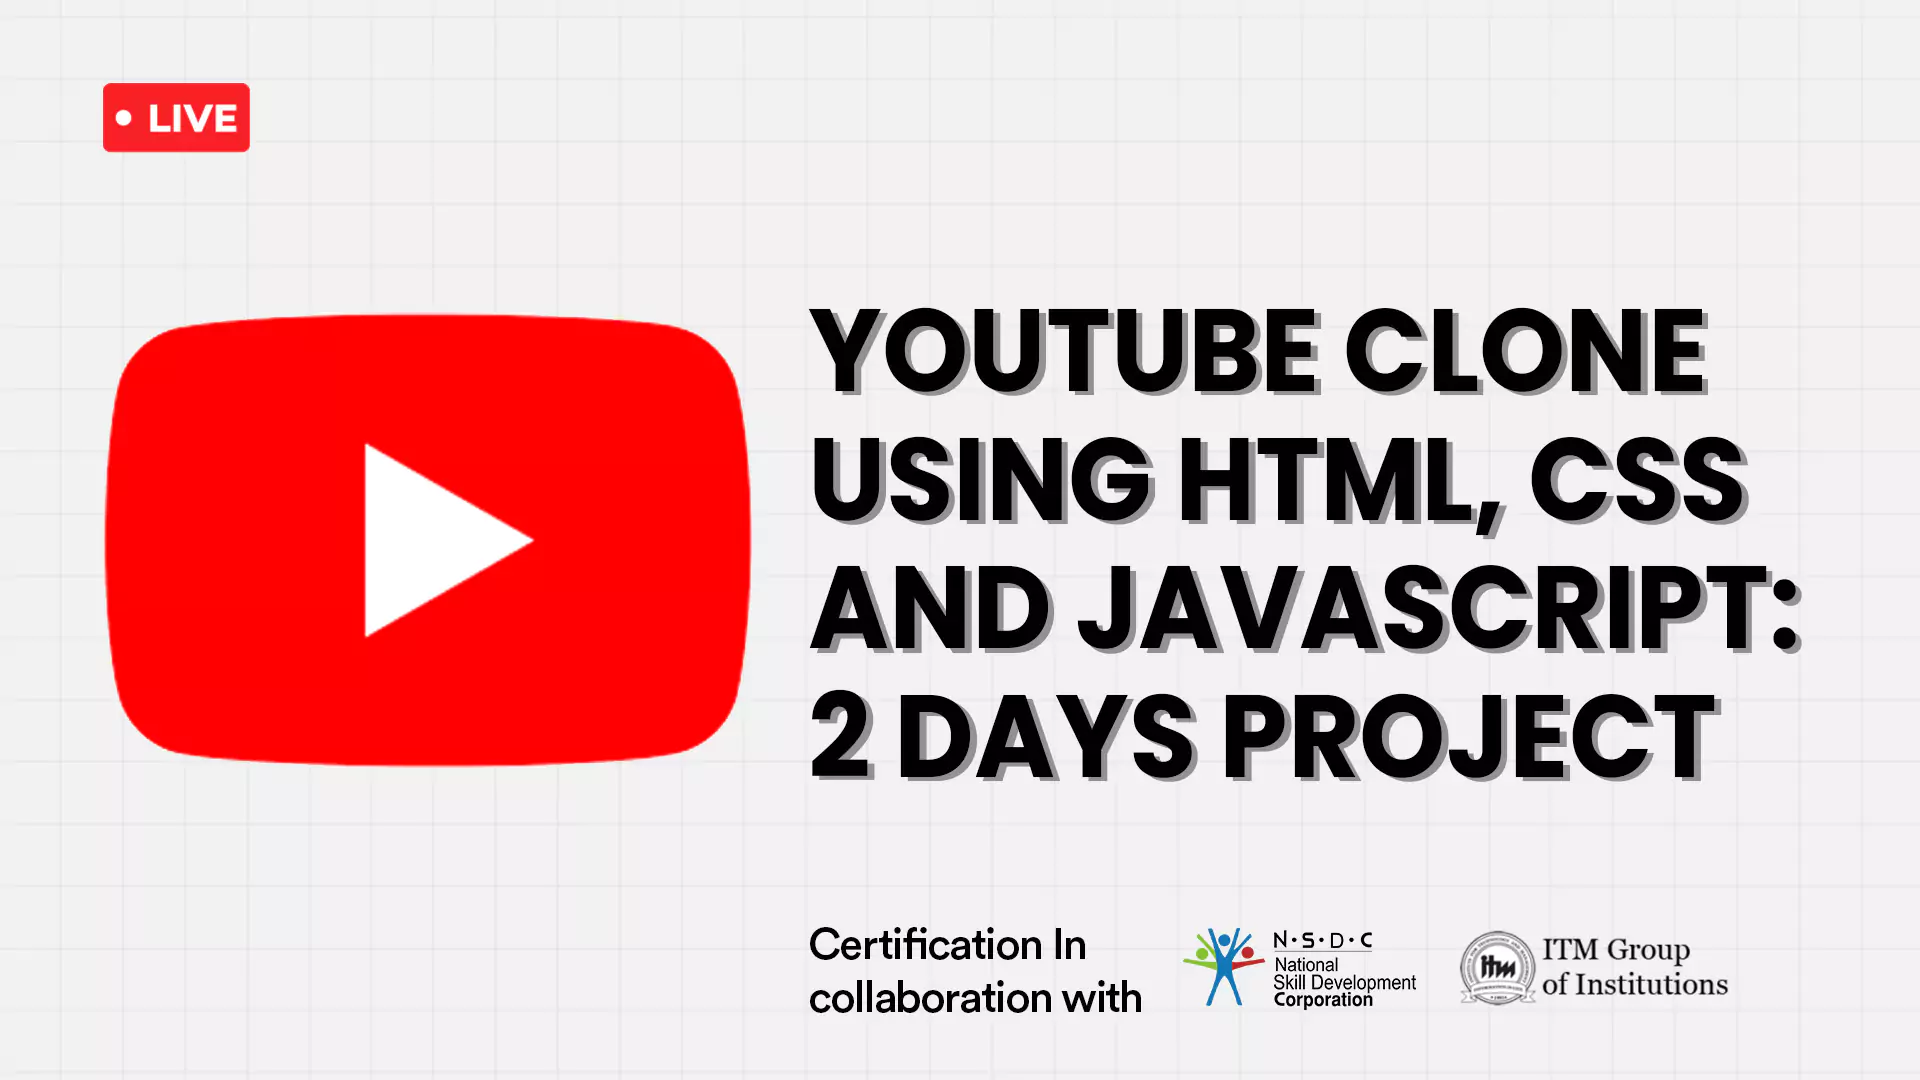 • LIVE
YOUTUBE CLONE
USING HTML, CSS
AND JAVASCRIPT:
2 DAYS PROJECT
Certification In
collaboration with
N·S·D·C
National
Skill Development
Corporation
itm
ITM Group
of Institutions